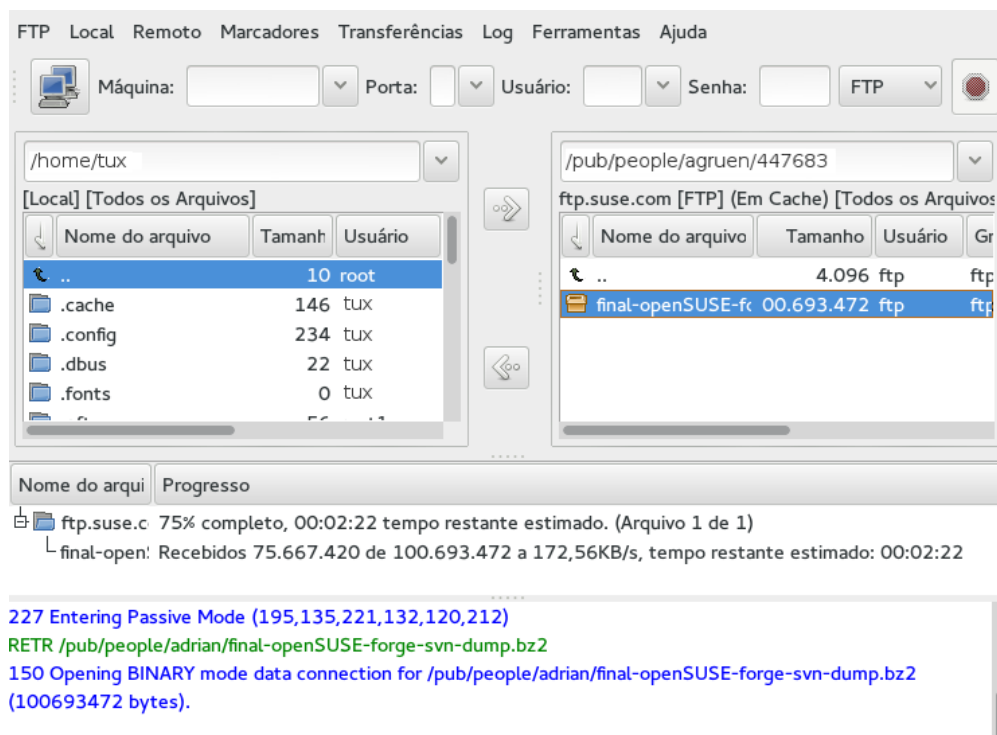 FTP Local Remoto Marcadores Transferências Log Ferramentas Ajuda
Máquina: Porta: Usuário: Senha: FTP
/home/tux
[Local] [Todos os Arquivos]
Nome do arquivo Tamanh Usuário
.. 10 root
.cache 146 tux
.config 234 tux
.dbus 22 tux
.fonts 0 tux
/pub/people/agruen/447683
ftp.suse.com [FTP] (Em Cache) [Todos os Arquivos
Nome do arquivo Tamanho Usuário Gr
.. 4.096 ftp ftp
final-openSUSE-fo 00.693.472 ftp ftp
Nome do arqui Progresso
ftp.suse.c 75% completo, 00:02:22 tempo restante estimado. (Arquivo 1 de 1)
final-open Recebidos 75.667.420 de 100.693.472 a 172,56KB/s, tempo restante estimado: 00:02:22
227 Entering Passive Mode (195,135,221,132,120,212)
RETR /pub/people/adrian/final-openSUSE-forge-svn-dump.bz2
150 Opening BINARY mode data connection for /pub/people/adrian/final-openSUSE-forge-svn-dump.bz2
(100693472 bytes).